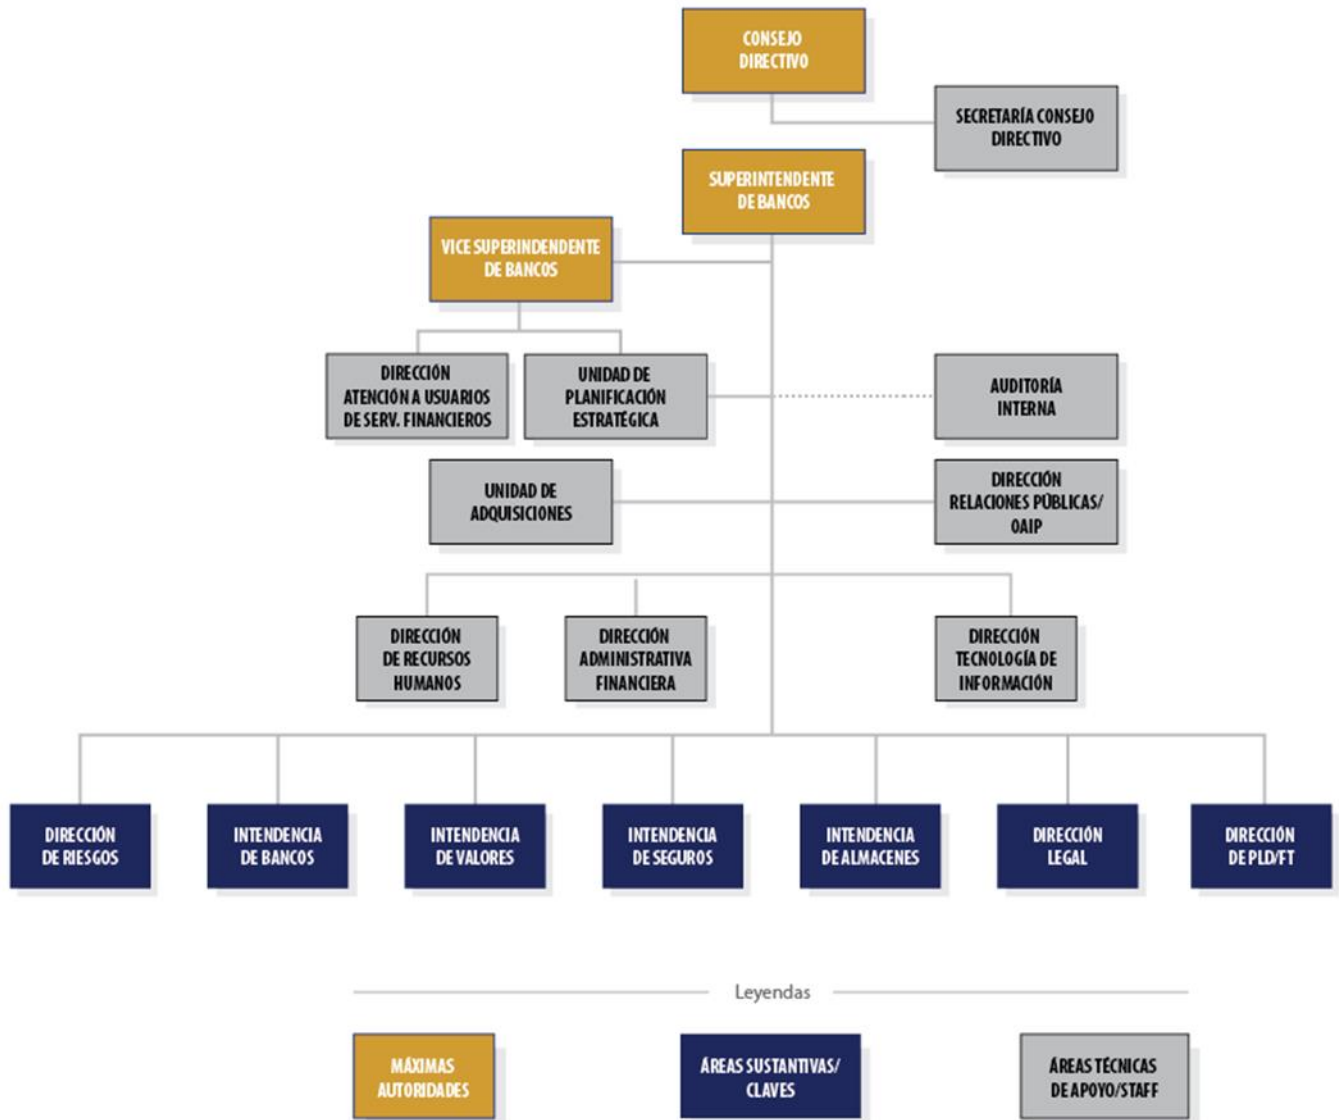 CONSEJO
DIRECTIVO
SECRETARÍA CONSEJO
DIRECTIVO
SUPERINTENDENTE
DE BANCOS
VICE SUPERINDENDENTE
DE BANCOS
DIRECCIÓN
ATENCIÓN A USUARIOS
DE SERV. FINANCIEROS
UNIDAD DE
PLANIFICACIÓN
ESTRATÉGICA
AUDITORÍA
INTERNA
UNIDAD DE
ADQUISICIONES
DIRECCIÓN
RELACIONES PÚBLICAS/
OAIP
DIRECCIÓN
DE RECURSOS
HUMANOS
DIRECCIÓN
ADMINISTRATIVA
FINANCIERA
DIRECCIÓN
TECNOLOGÍA DE
INFORMACIÓN
DIRECCIÓN
DE RIESGOS
INTENDENCIA
DE BANCOS
INTENDENCIA
DE VALORES
INTENDENCIA
DE SEGUROS
INTENDENCIA
DE ALMACENES
DIRECCIÓN
LEGAL
DIRECCIÓN
DE PLD/FT
Leyendas
MÁXIMAS
AUTORIDADES
ÁREAS SUSTANTIVAS/
CLAVES
ÁREAS TÉCNICAS
DE APOYO/STAFF